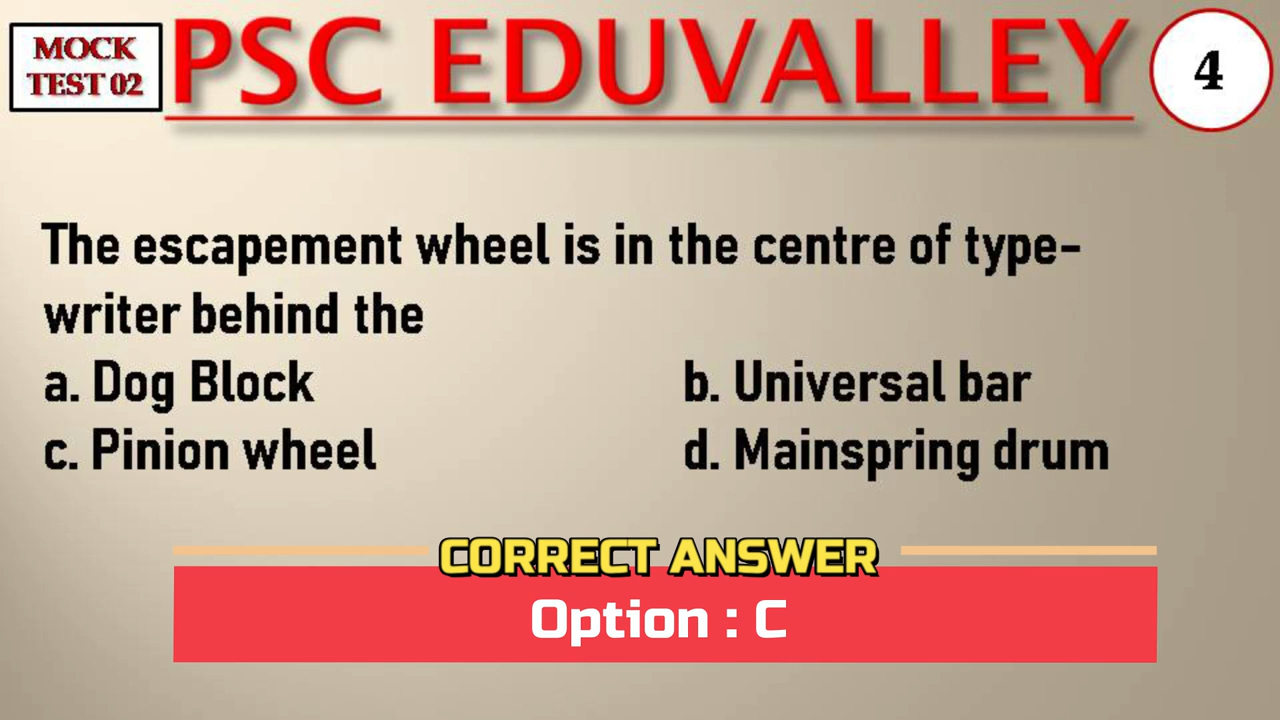 MOCK
TEST 02
PSC EDUVALLEY
4
The escapement wheel is in the centre of type-
writer behind the
a. Dog Block b. Universal bar
c. Pinion wheel d. Mainspring drum
CORRECT ANSWER
Option : C